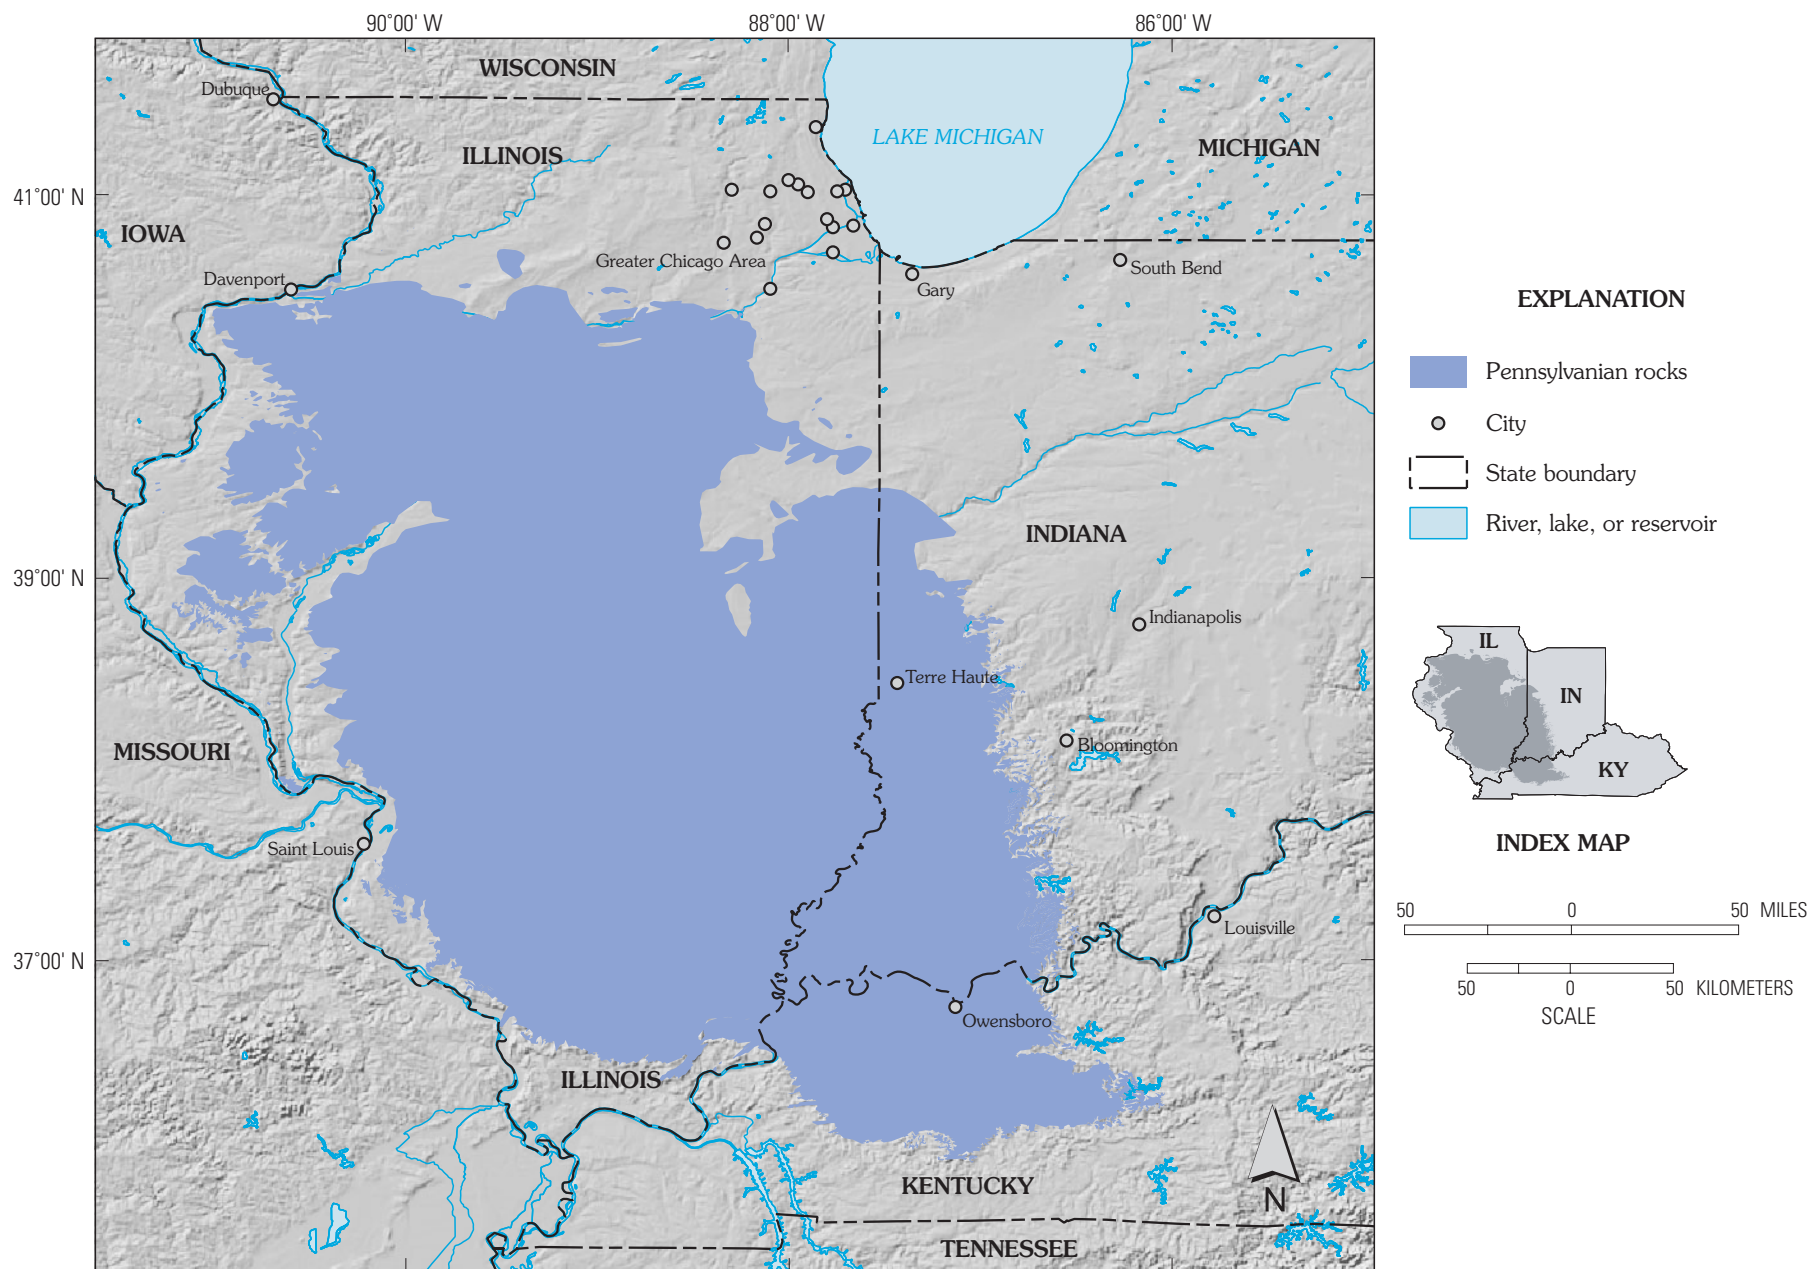 90°00' W
88°00' W
86°00' W
WISCONSIN
Dubuque
LAKE MICHIGAN
ILLINOIS
MICHIGAN
41°00' N
IOWA
Greater Chicago Area
South Bend
Davenport
Gary
EXPLANATION
Pennsylvanian rocks
City
State boundary
River, lake, or reservoir
INDIANA
39°00' N
Indianapolis
Terre Haute
Bloomington
MISSOURI
IL
IN
KY
INDEX MAP
Saint Louis
Louisville
50 0 50 MILES
37°00' N
50 0 50 KILOMETERS
SCALE
Owensboro
ILLINOIS
KENTUCKY
N
TENNESSEE